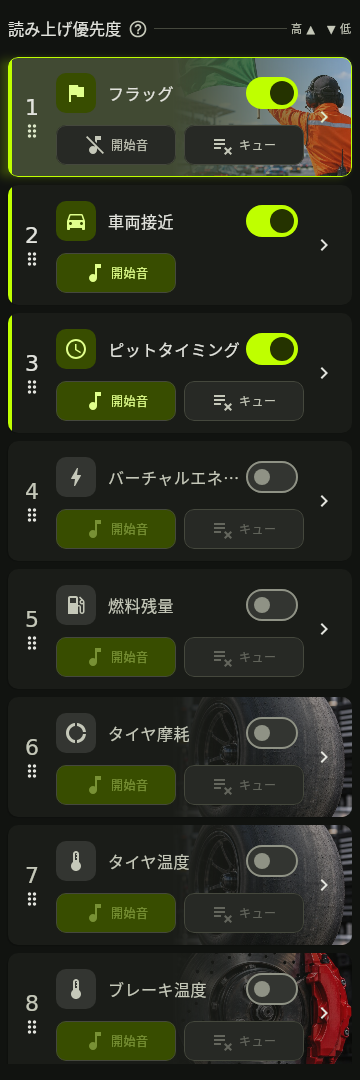 読み上げ優先度 高 ▲ ▼ 低
1 フラッグ
開始音 キュー
2 車両接近
開始音
3 ピットタイミング
開始音 キュー
4 バーチャルエネ…
開始音 キュー
5 燃料残量
開始音 キュー
6 タイヤ摩耗
開始音 キュー
7 タイヤ温度
開始音 キュー
8 ブレーキ温度
開始音 キュー